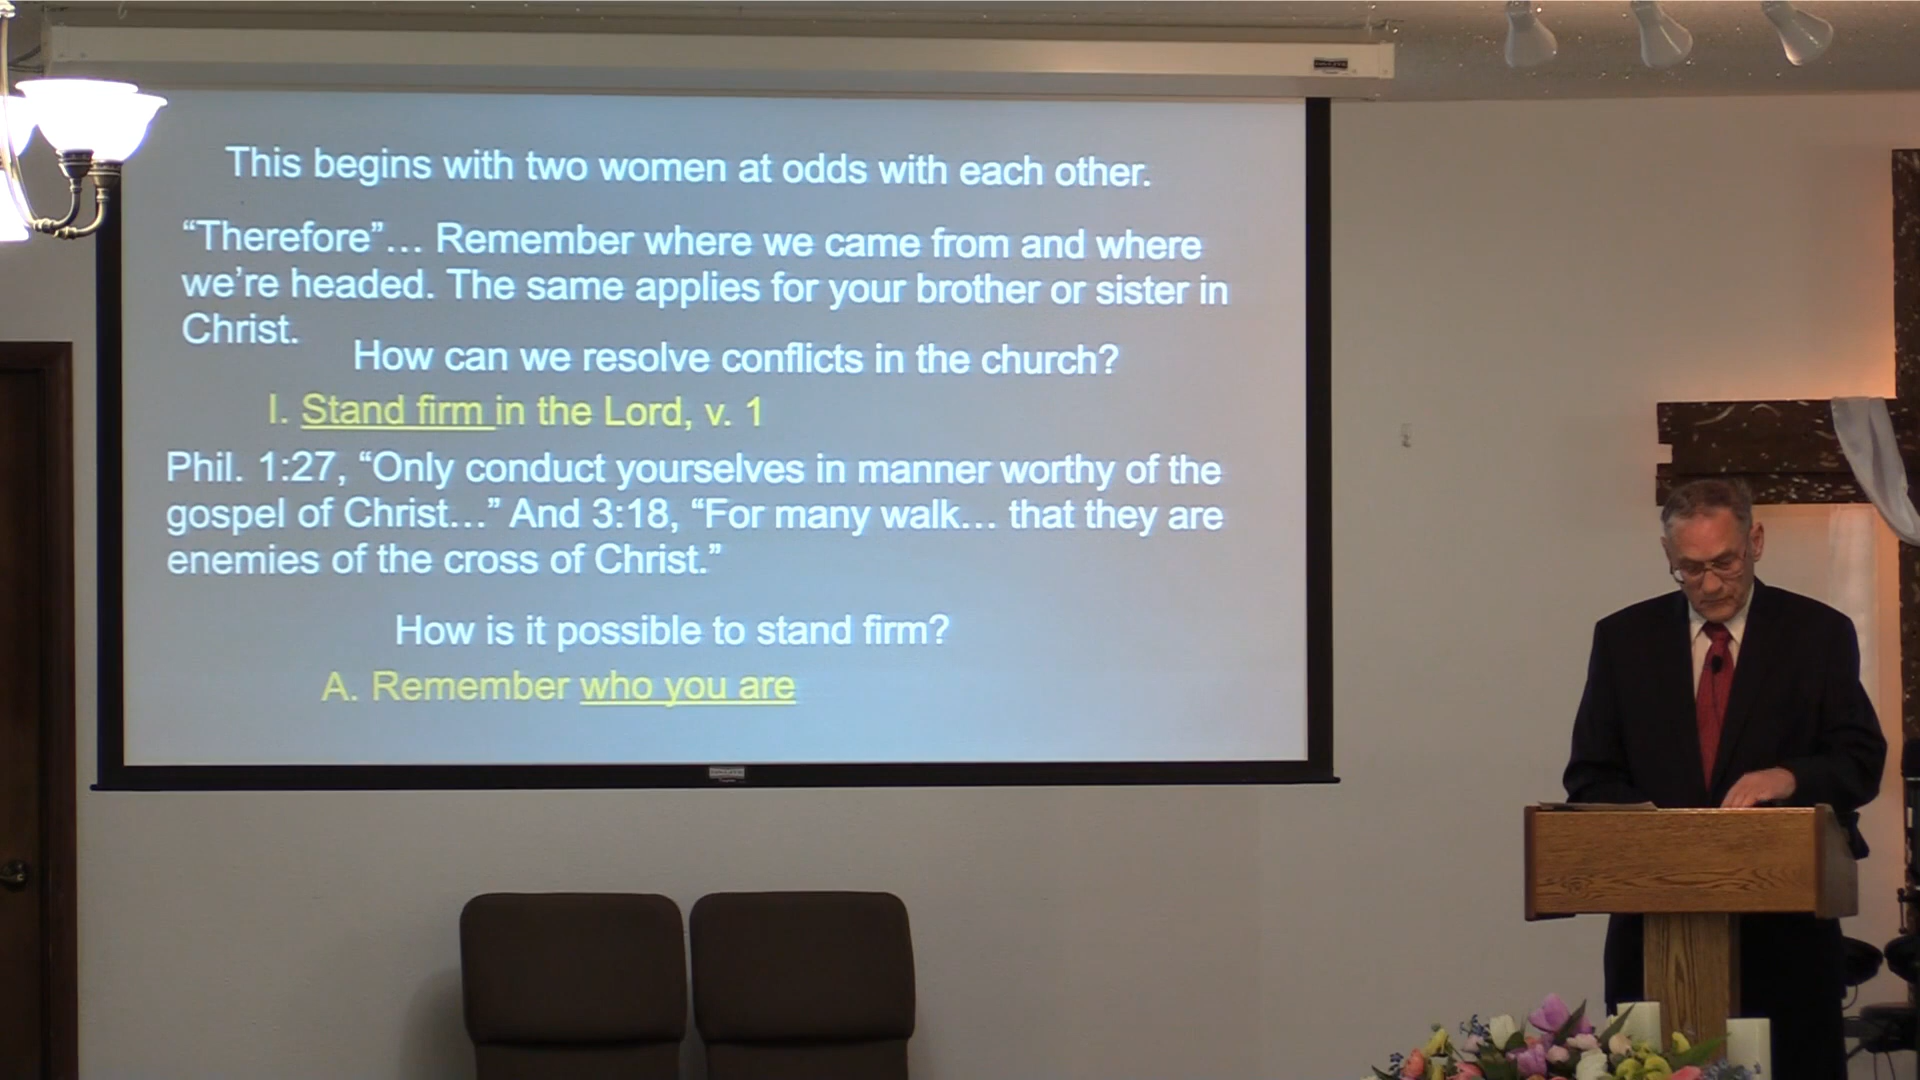 This begins with two women at odds with each other.
“Therefore”… Remember where we came from and where
we’re headed. The same applies for your brother or sister in
Christ.
How can we resolve conflicts in the church?
I. Stand firm in the Lord, v. 1
Phil. 1:27, “Only conduct yourselves in manner worthy of the
gospel of Christ…” And 3:18, “For many walk… that they are
enemies of the cross of Christ.”
How is it possible to stand firm?
A. Remember who you are